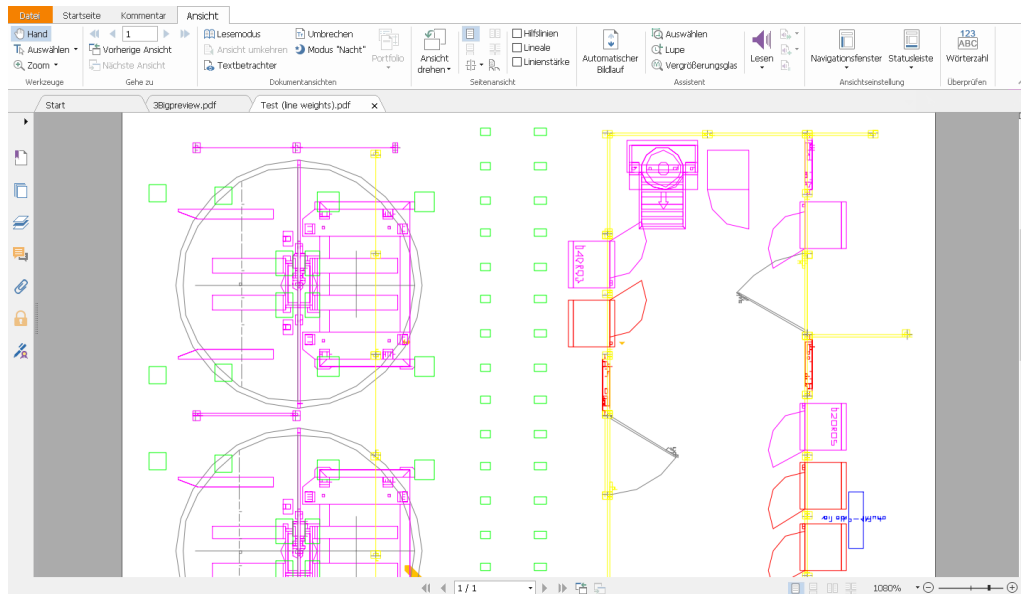 Datei Startseite Kommentar Ansicht
Hand 1 Lesemodus Umbrechen Hilfslinien Auswählen 123
Auswählen Vorherige Ansicht Ansicht umkehren Modus "Nacht" Portfolio Ansicht drehen Lineale Automatischer Bildlauf Lupe Lesen Navigationsfenster Statusleiste ABC Wörterzahl
Zoom Nächste Ansicht Textbetrachter Linienstärke Vergrößerungsglas
Werkzeuge Gehe zu Dokumentansichten Seitenansicht Assistent Ansichtseinstellung Überprüfen
Start 3Bigpreview.pdf Test (line weights).pdf x
1 / 1 1080%